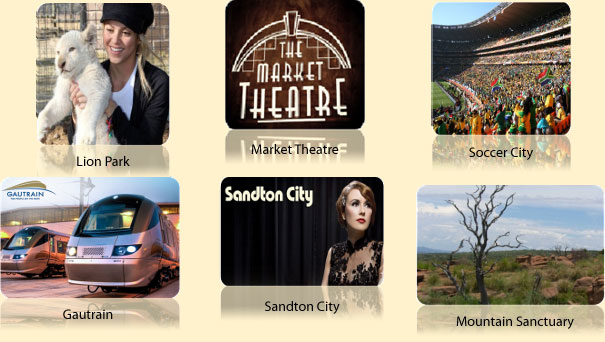 THE
MARKET
THEATRE
Lion Park
Market Theatre
Soccer City
GAUTRAIN
Sandton City
Gautrain
Sandton City
Mountain Sanctuary